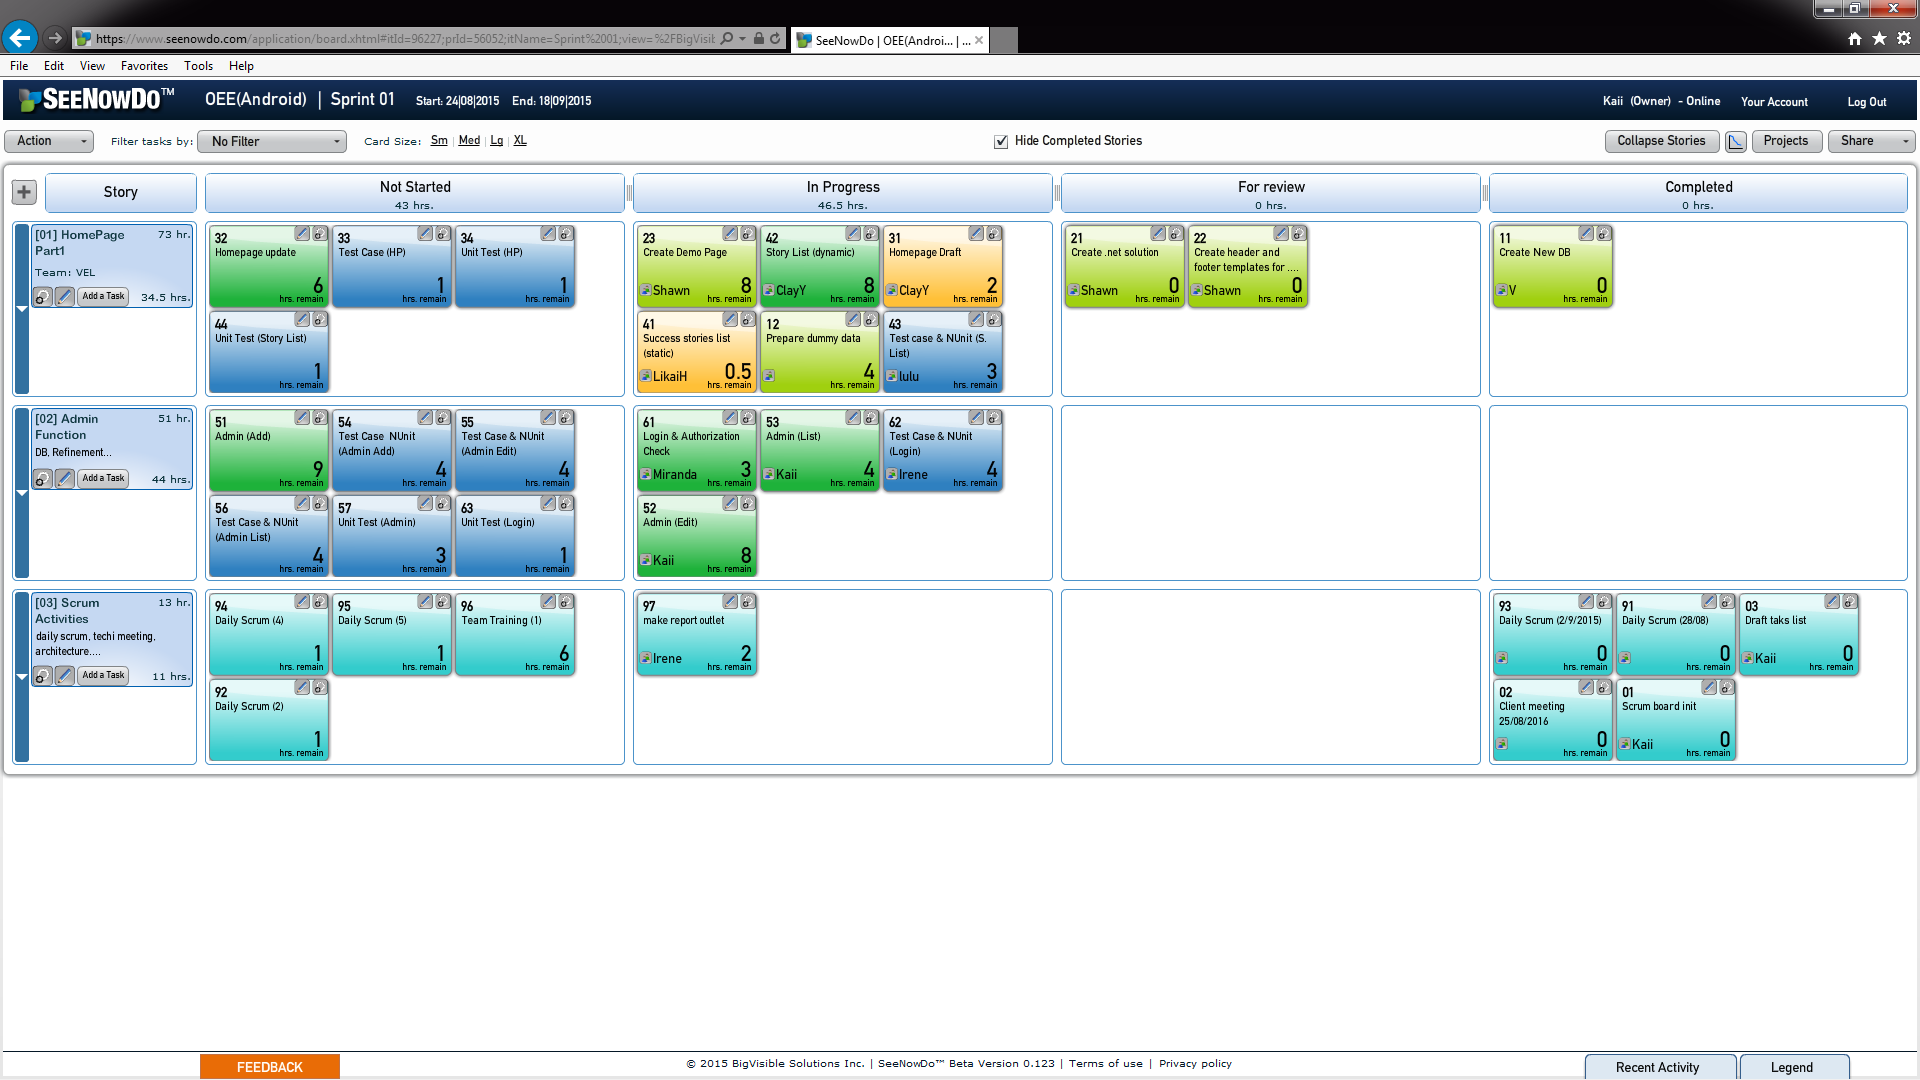 https://www.seenowdo.com/application/board.xhtml#itId=96227;prId=56052;itName=Sprint%2001;view=%2FBigVisib
SeeNowDo | OEE(Androi... | ...
File Edit View Favorites Tools Help
SEENOWDO™ OEE(Android) | Sprint 01 Start: 24|08|2015 End: 18|09|2015 Kaii (Owner) - Online Your Account Log Out
Action Filter tasks by: No Filter Card Size: Sm Med Lg XL Hide Completed Stories Collapse Stories Projects Share
Story
Not Started
43 hrs.
In Progress
46.5 hrs.
For review
0 hrs.
Completed
0 hrs.
[01] HomePage Part1 73 hr.
Team: VEL
Add a Task 34.5 hrs.
32
Homepage update
6
hrs. remain
33
Test Case (HP)
1
hrs. remain
34
Unit Test (HP)
1
hrs. remain
44
Unit Test (Story List)
1
hrs. remain
23
Create Demo Page
Shawn 8
hrs. remain
42
Story List (dynamic)
ClayY 8
hrs. remain
31
Homepage Draft
ClayY 2
hrs. remain
41
Success stories list
(static)
LikaiH 0.5
hrs. remain
12
Prepare dummy data
4
hrs. remain
43
Test case & NUnit (S.
List)
lulu 3
hrs. remain
21
Create .net solution
Shawn 0
hrs. remain
22
Create header and
footer templates for ....
Shawn 0
hrs. remain
11
Create New DB
V 0
hrs. remain
[02] Admin Function 51 hr.
DB, Refinement...
Add a Task 44 hrs.
51
Admin (Add)
9
hrs. remain
54
Test Case NUnit
(Admin Add)
4
hrs. remain
55
Test Case & NUnit
(Admin Edit)
4
hrs. remain
56
Test Case & NUnit
(Admin List)
4
hrs. remain
57
Unit Test (Admin)
3
hrs. remain
63
Unit Test (Login)
1
hrs. remain
61
Login & Authorization
Check
Miranda 3
hrs. remain
53
Admin (List)
Kaii 4
hrs. remain
62
Test Case & NUnit
(Login)
Irene 4
hrs. remain
52
Admin (Edit)
Kaii 8
hrs. remain
[03] Scrum Activities 13 hr.
daily scrum, techi meeting,
architecture....
Add a Task 11 hrs.
94
Daily Scrum (4)
1
hrs. remain
95
Daily Scrum (5)
1
hrs. remain
96
Team Training (1)
6
hrs. remain
92
Daily Scrum (2)
1
hrs. remain
97
make report outlet
Irene 2
hrs. remain
93
Daily Scrum (2/9/2015)
0
hrs. remain
91
Daily Scrum (28/08)
0
hrs. remain
03
Draft taks list
Kaii 0
hrs. remain
02
Client meeting
25/08/2016
0
hrs. remain
01
Scrum board init
Kaii 0
hrs. remain
FEEDBACK
© 2015 BigVisible Solutions Inc. | SeeNowDo™ Beta Version 0.123 | Terms of use | Privacy policy
Recent Activity Legend